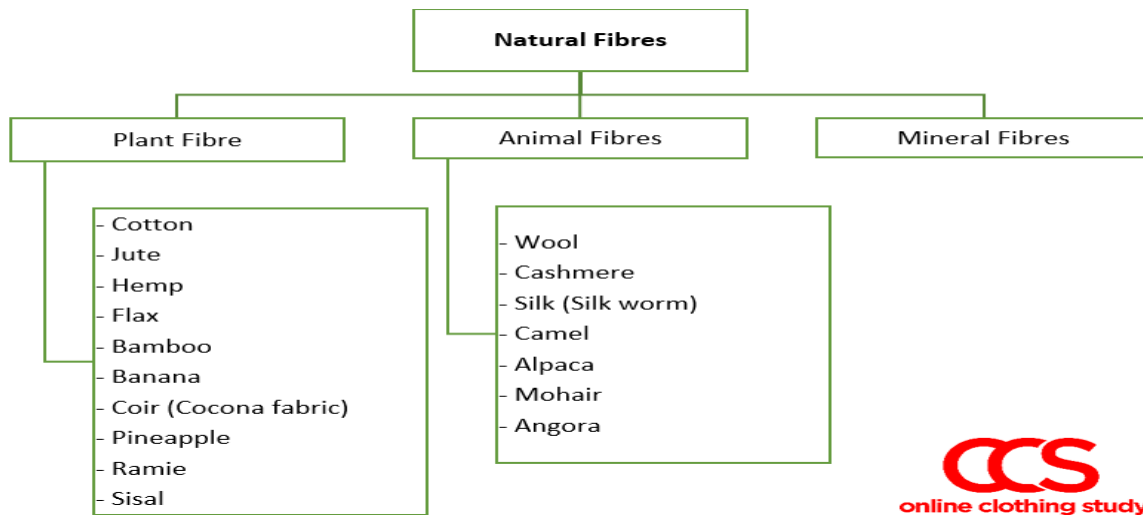 Natural Fibres
Plant Fibre
Animal Fibres
Mineral Fibres
- Cotton
- Jute
- Hemp
- Flax
- Bamboo
- Banana
- Coir (Cocona fabric)
- Pineapple
- Ramie
- Sisal
- Wool
- Cashmere
- Silk (Silk worm)
- Camel
- Alpaca
- Mohair
- Angora
OCS
online clothing study